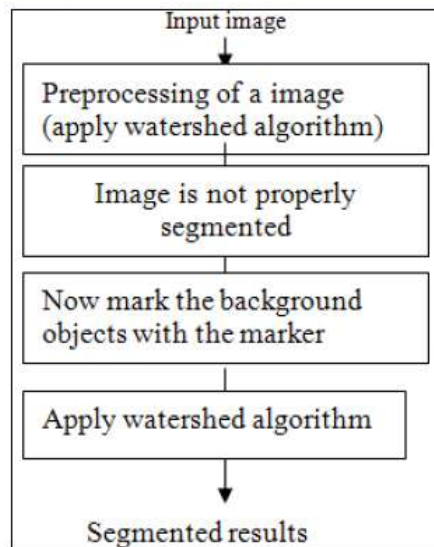 Input image
Preprocessing of a image
(apply watershed algorithm)
Image is not properly
segmented
Now mark the background
objects with the marker
Apply watershed algorithm
Segmented results